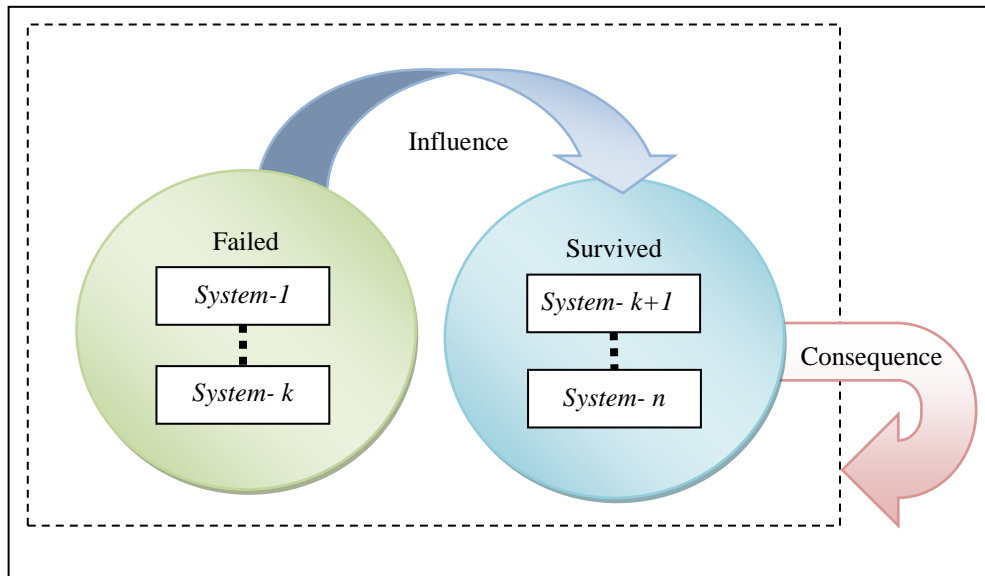 Influence
Failed
System-1
System- k
Survived
System- k+1
System- n
Consequence